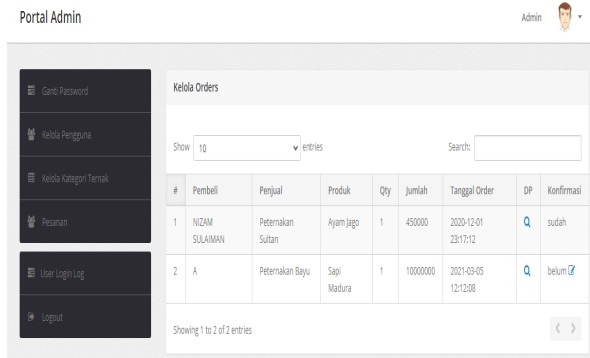 Portal Admin
Admin
Ganti Password
Kelola Pengguna
Kelola Kategori Ternak
Pesanan
User Login Log
Logout
Kelola Orders
Show 10 entries
Search:
# Pembeli Penjual Produk Qty Jumlah Tanggal Order DP Konfirmasi
1 NIZAM Peternakan Ayam Jago 1 450000 2020-12-01 sudah
SULAIMAN Sultan 23:17:12
2 A Peternakan Bayu Sapi 1 10000000 2021-03-05 belum
Madura 12:12:08
Showing 1 to 2 of 2 entries